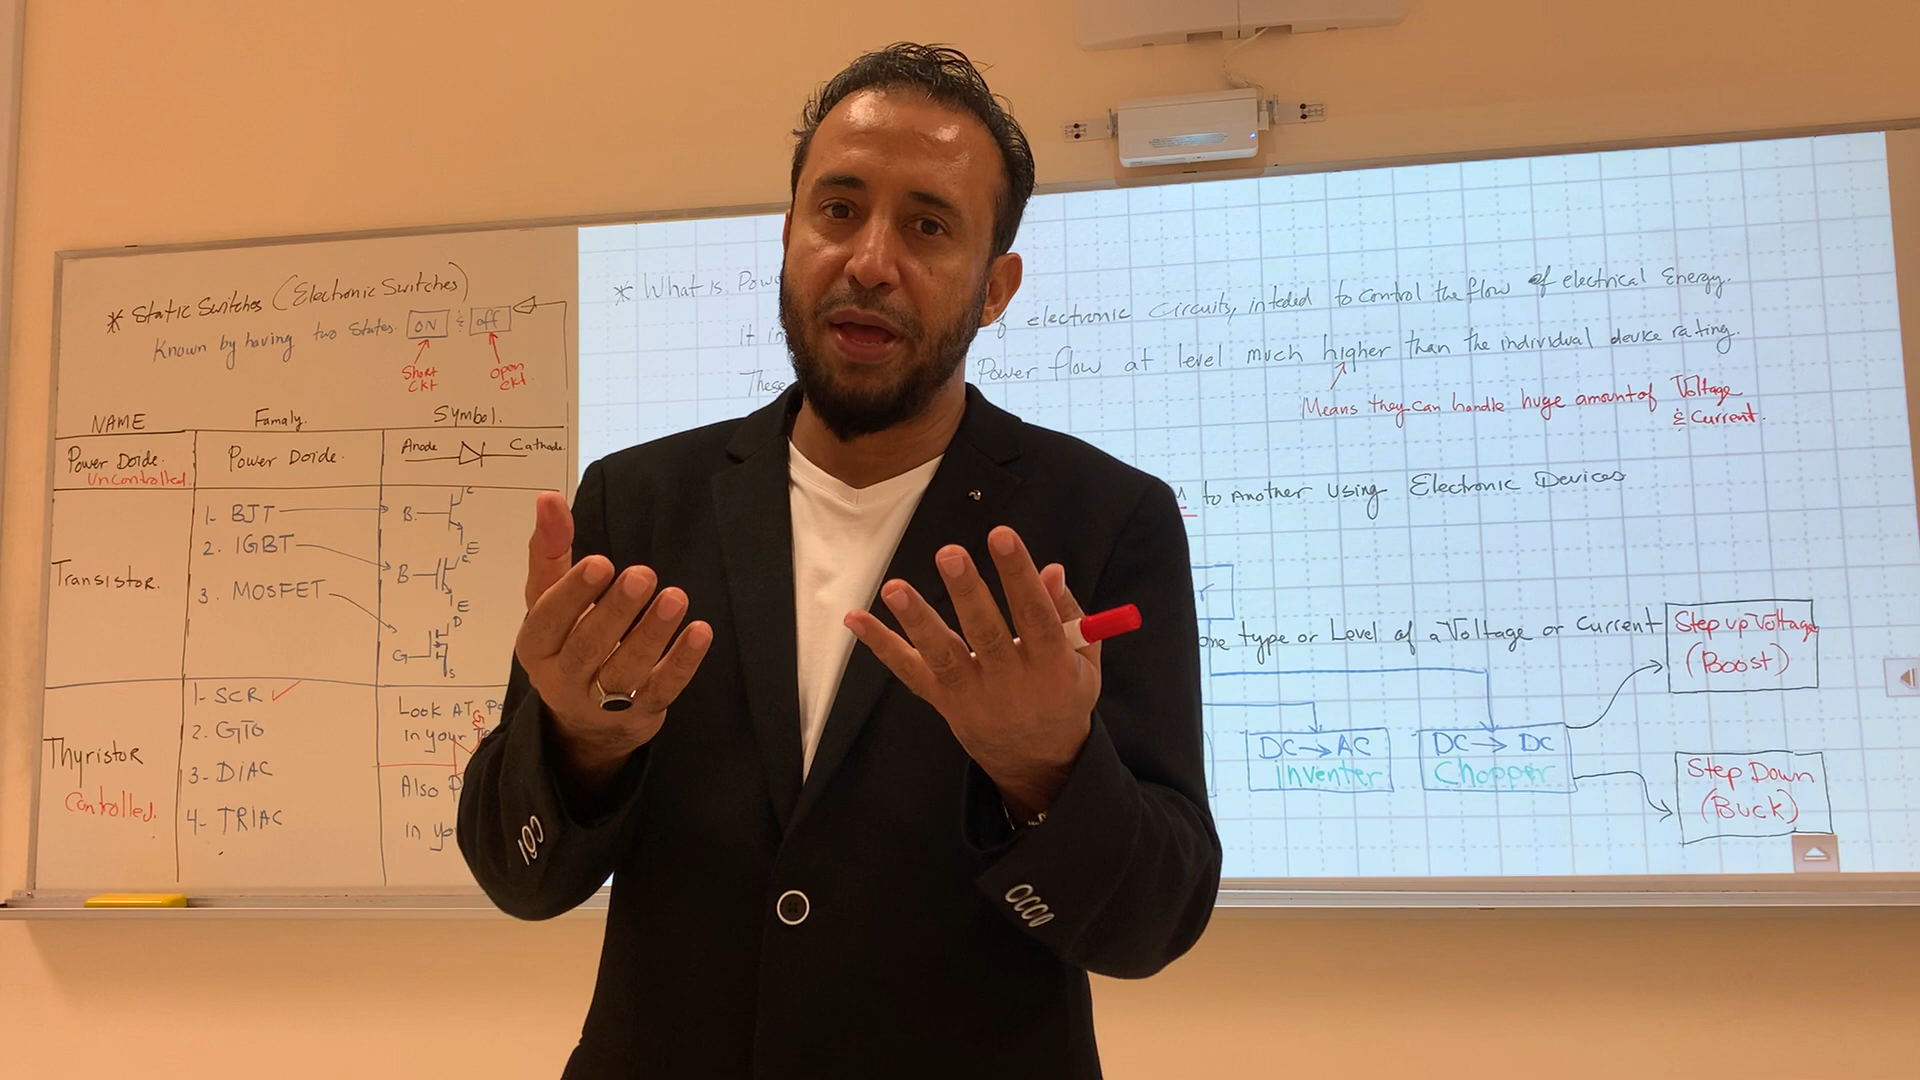 * Static Switches (Electronic Switches)
Known by having two States. ON & off
Short
Ckt
open
ckt.
NAME
Famaly.
Symbol.
Power Doide.
UnControlled
Power Doide.
Anode
Cathode.
Transistor.
1- BJT
2. IGBT
3. MOSFET
B.
C
E
B
C
E
G
D
S
Thyristor
Controlled.
1- SCR ✓
2. GTO
3- DIAC
4- TRIAC
Look AT
G
in your
Also
in
* What is
of electronic Circuits, inteded to control the flow of electrical Energy.
it
These
Power flow at level much higher than the individual device rating.
Means they can handle huge amount of Voltage
& Current.
to Another Using Electronic Devices
one type or Level of a Voltage or Current
Step up Voltage
(Boost)
DC→AC
inventer
DC→DC
Chopper
Step Down
(Buck)